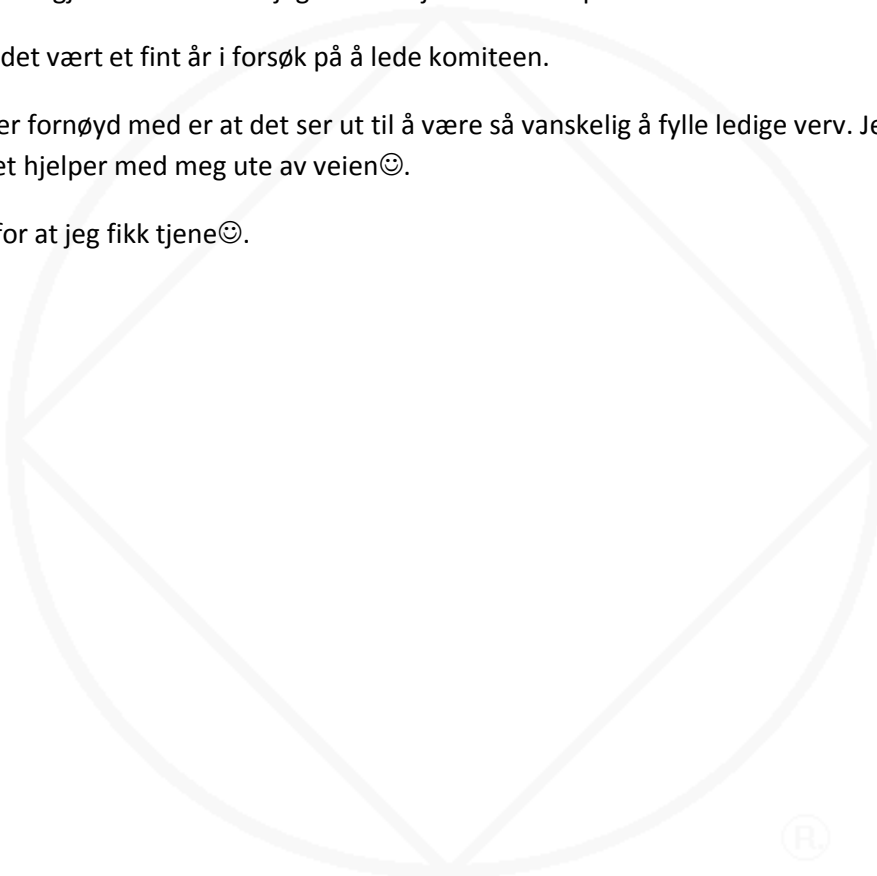 det vært et fint år i forsøk på å lede komiteen.
er fornøyd med er at det ser ut til å være så vanskelig å fylle ledige verv. Je
et hjelper med meg ute av veien☺.
for at jeg fikk tjene☺.
R